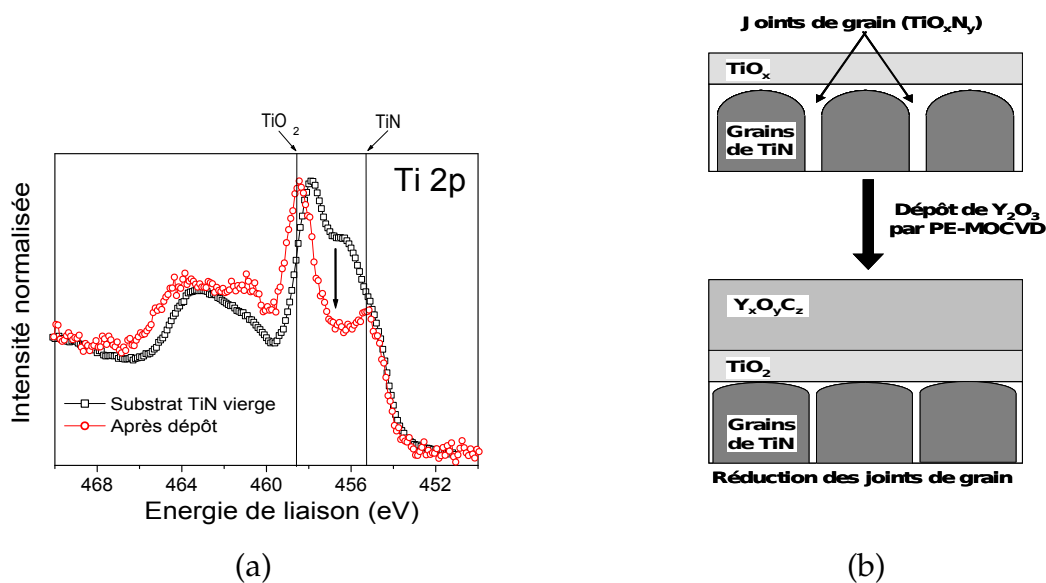 TiO2
TiN
Ti 2p
Intensité normalisée
Substrat TiN vierge
Après dépôt
468 464 460 456 452
Energie de liaison (eV)
(a)
Joints de grain (TiOxNy)
TiOx
Grains
de TiN
Dépôt de Y2O3
par PE-MOCVD
YxOyCz
TiO2
Grains
de TiN
Réduction des joints de grain
(b)